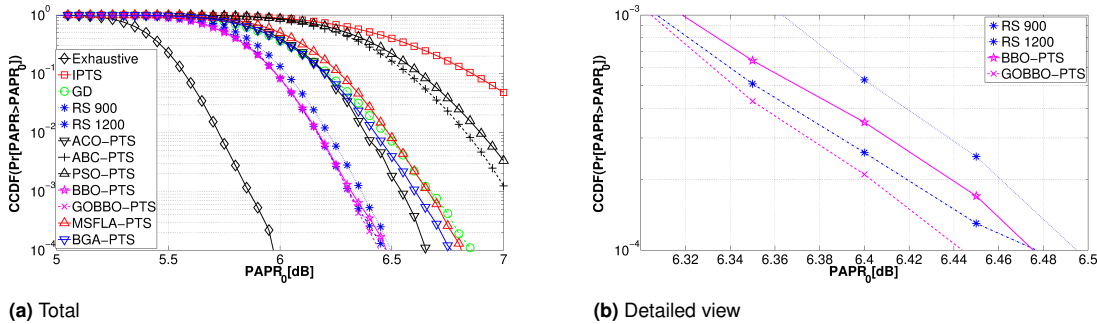 CCDF(Pr[PAPR>PAPR₀]
10⁰
10⁻¹
10⁻²
10⁻³
10⁻⁴
Exhaustive
IPTS
GD
RS 900
RS 1200
ACO−PTS
ABC−PTS
PSO−PTS
BBO−PTS
GOBBO−PTS
MSFLA−PTS
BGA−PTS
5
5.5
6
6.5
7
PAPR₀[dB]
(a) Total
CCDF(Pr[PAPR>PAPR₀]
10⁻³
10⁻⁴
RS 900
RS 1200
BBO−PTS
GOBBO−PTS
6.32
6.34
6.36
6.38
6.4
6.42
6.44
6.46
6.48
6.5
PAPR₀[dB]
(b) Detailed view